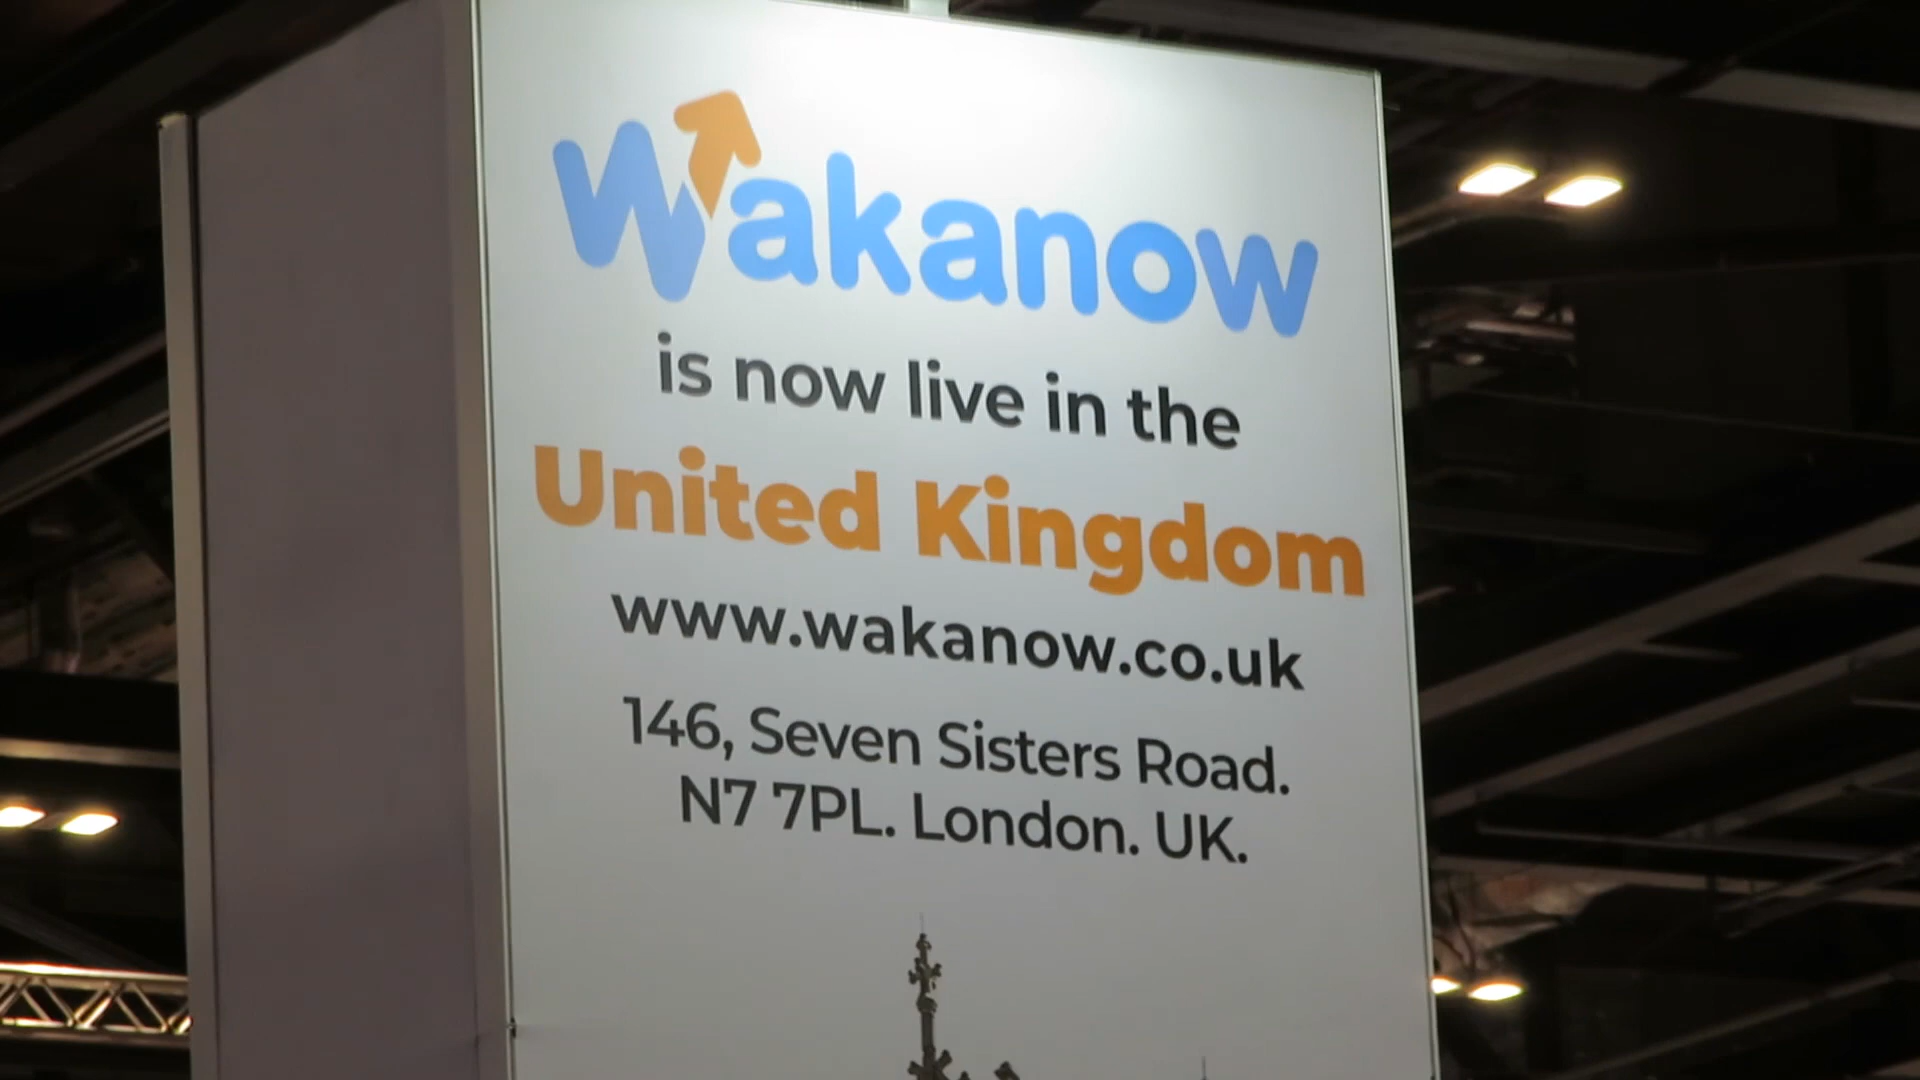 Wakanow
is now live in the
United Kingdom
www.wakanow.co.uk
146, Seven Sisters Road.
N7 7PL. London. UK.